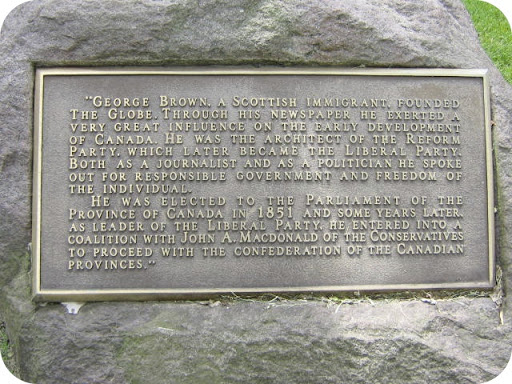 "George Brown, a Scottish immigrant, founded
The Globe. Through his newspaper he exerted a
very great influence on the early development
of Canada. He was the architect of the Reform
Party, which later became the Liberal Party.
Both as a journalist and as a politician he spoke
out for responsible government and freedom of
the individual.
He was elected to the Parliament of the
Province of Canada in 1851 and some years later,
as leader of the Liberal Party, he entered into a
coalition with John A. Macdonald of the Conservatives
to proceed with the confederation of the Canadian
provinces."